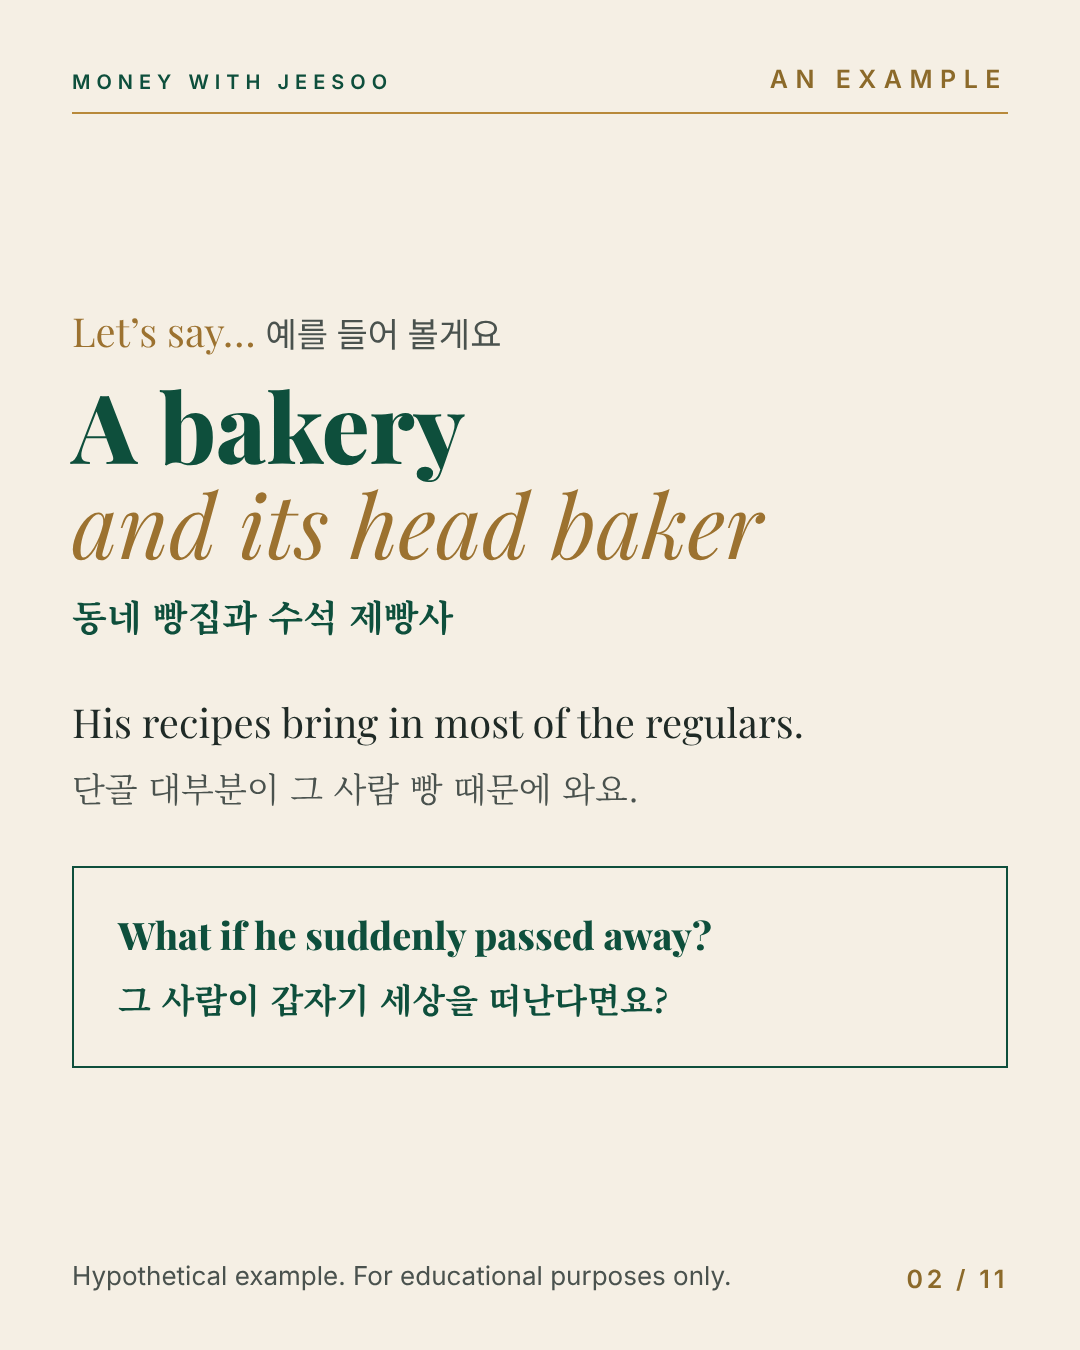 MONEY WITH JEESOO
AN EXAMPLE
Let’s say… 예를 들어 볼게요
A bakery
and its head baker
동네 빵집과 수석 제빵사
His recipes bring in most of the regulars.
단골 대부분이 그 사람 빵 때문에 와요.
What if he suddenly passed away?
그 사람이 갑자기 세상을 떠난다면요?
Hypothetical example. For educational purposes only.
02 / 11